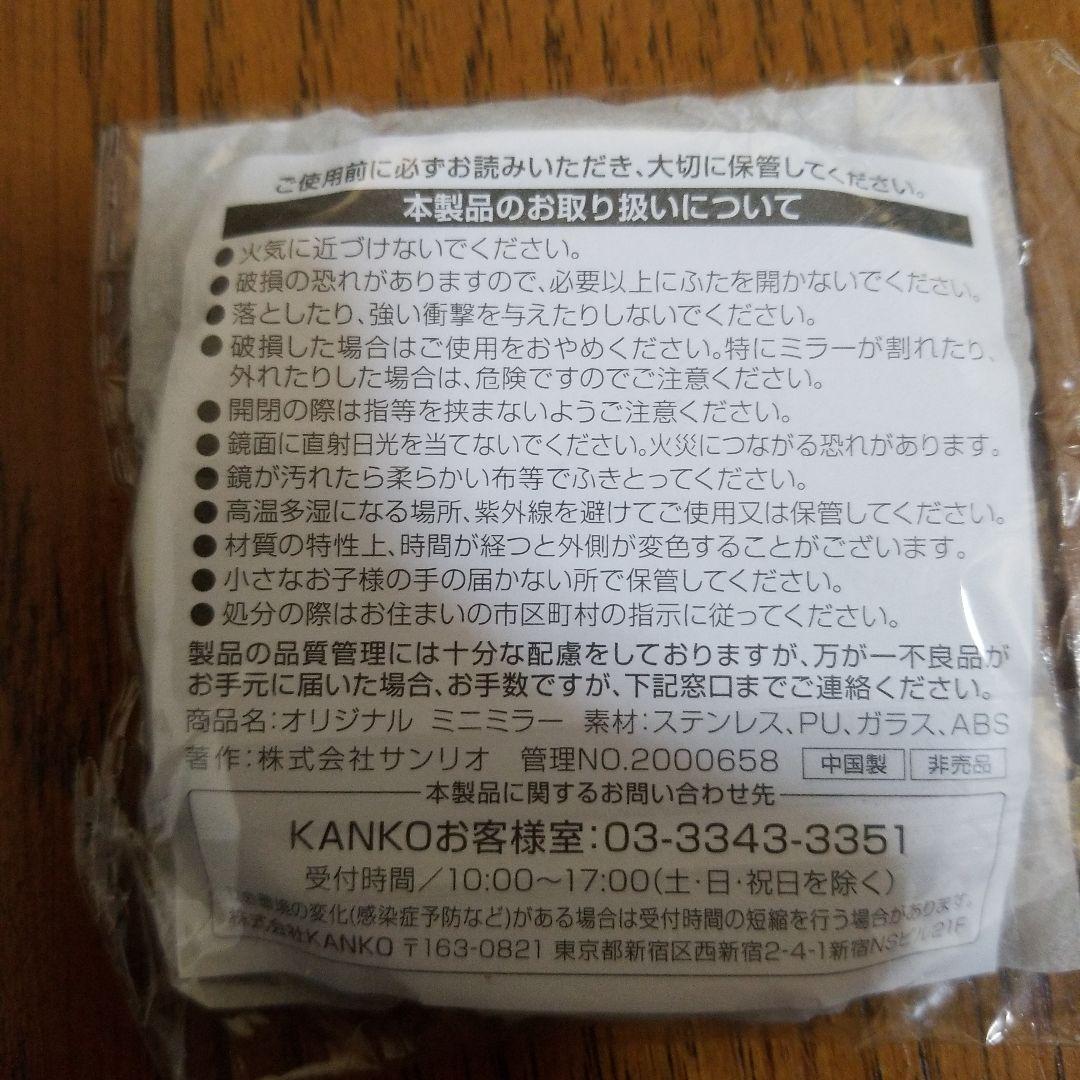 ご使用前に必ずお読みいただき、大切に保管してください。
本製品のお取り扱いについて
●火気に近づけないでください。
●破損の恐れがありますので、必要以上にふたを開かないでください。
●落としたり、強い衝撃を与えたりしないでください。
●破損した場合はご使用をおやめください。特にミラーが割れたり、
外れたりした場合は、危険ですのでご注意ください。
●開閉の際は指等を挟まないようご注意ください。
●鏡面に直射日光を当てないでください。火災につながる恐れがあります。
●鏡が汚れたら柔らかい布等でふきとってください。
●高温多湿になる場所、紫外線を避けてご使用又は保管してください。
●材質の特性上、時間が経つと外側が変色することがございます。
●小さなお子様の手の届かない所で保管してください。
●処分の際はお住まいの市区町村の指示に従ってください。
製品の品質管理には十分な配慮をしておりますが、万が一不良品が
お手元に届いた場合、お手数ですが、下記窓口までご連絡ください。
商品名:オリジナル ミニミラー 素材:ステンレス、PU、ガラス、ABS
著作:株式会社サンリオ 管理NO.2000658 中国製 非売品
本製品に関するお問い合わせ先
KANKOお客様室:03-3343-3351
受付時間/10:00〜17:00(土・日・祝日を除く)
の変化(感染症予防など)がある場合は受付時間の短縮を行う場合があります。
株式会社KANKO 〒163-0821 東京都新宿区西新宿2-4-1新宿NSビル21F